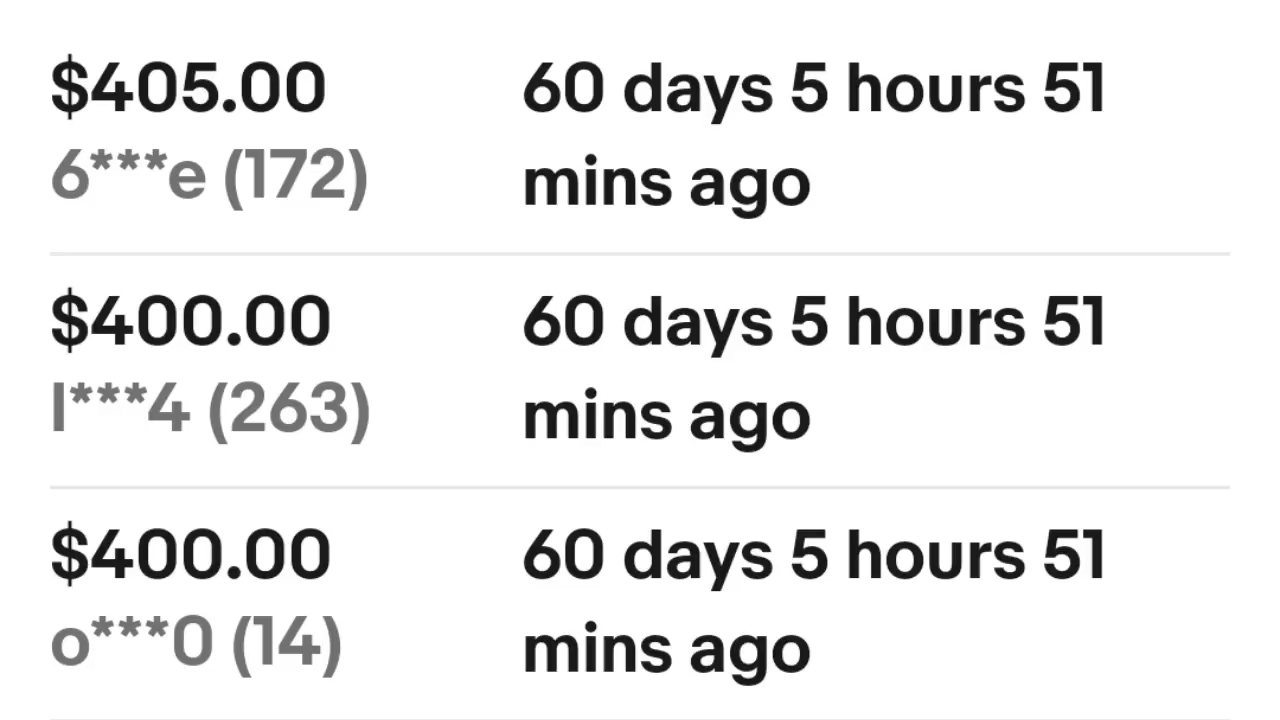 $405.00
60 days 5 hours 51
6***e (172)
mins ago
$400.00
60 days 5 hours 51
l***4 (263)
mins ago
$400.00
60 days 5 hours 51
o***0 (14)
mins ago